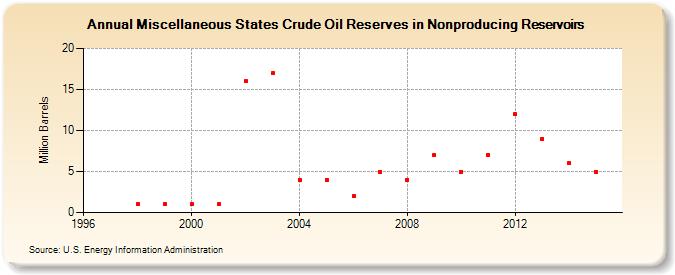 Annual Miscellaneous States Crude Oil Reserves in Nonproducing Reservoirs
Million Barrels
20
15
10
5
0
1996 2000 2004 2008 2012
Source: U.S. Energy Information Administration